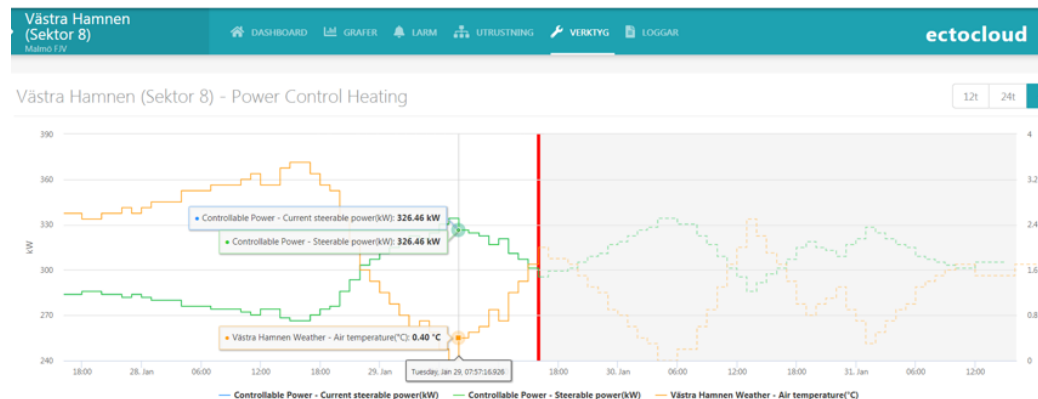 Västra Hamnen
(Sektor 8)
Malmö FJV
DASHBOARD GRAFER LARM UTRUSTNING VERKTYG LOGGAR
ectocloud
Västra Hamnen (Sektor 8) - Power Control Heating
12t 24t
390
360
330
300
270
240
kW
4
3.2
2.4
1.6
0.8
0
Controllable Power - Current steerable power(kW): 326.46 kW
Controllable Power - Steerable power(kW): 326.46 kW
Västra Hamnen Weather - Air temperature(°C): 0.40 °C
18:00 28. Jan 06:00 12:00 18:00 29. Jan Tuesday, Jan 29, 07:57:16.926 18:00 30. Jan 06:00 12:00 18:00 31. Jan 06:00 12:00
Controllable Power - Current steerable power(kW) Controllable Power - Steerable power(kW) Västra Hamnen Weather - Air temperature(°C)